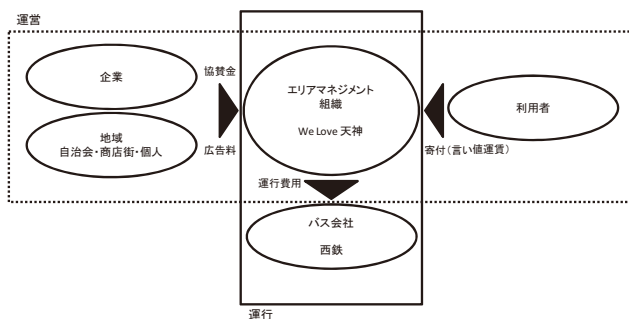 運営
企業
協賛金
地域
自治会・商店街・個人
広告料
エリアマネジメント
組織
We Love 天神
利用者
寄付（言い値運賃）
運行費用
バス会社
西鉄
運行